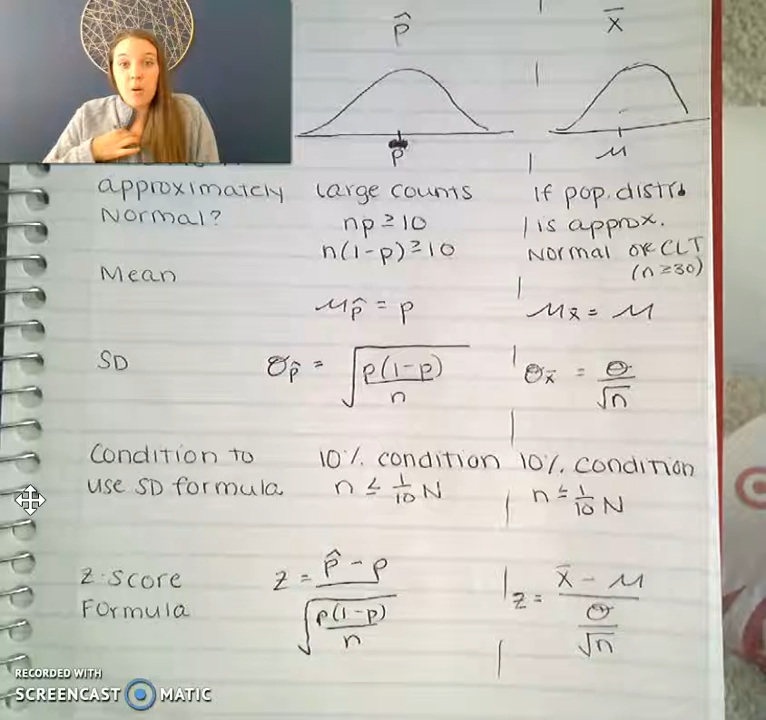 p̂ x̄
p μ
approximately large counts If pop. distr.
Normal? np ≥ 10 is approx.
n(1-p) ≥ 10 Normal or CLT
Mean (n ≥ 30)
μp̂ = p μx̄ = μ
SD σp̂ = √(p(1-p)/n) σx̄ = σ/√n
Condition to 10% condition 10% condition
use SD formula n ≤ 1/10 N n ≤ 1/10 N
z-score z = (p̂ - p)/√(p(1-p)/n) z = (x̄ - μ)/(σ/√n)
Formula
RECORDED WITH
SCREENCAST MATIC